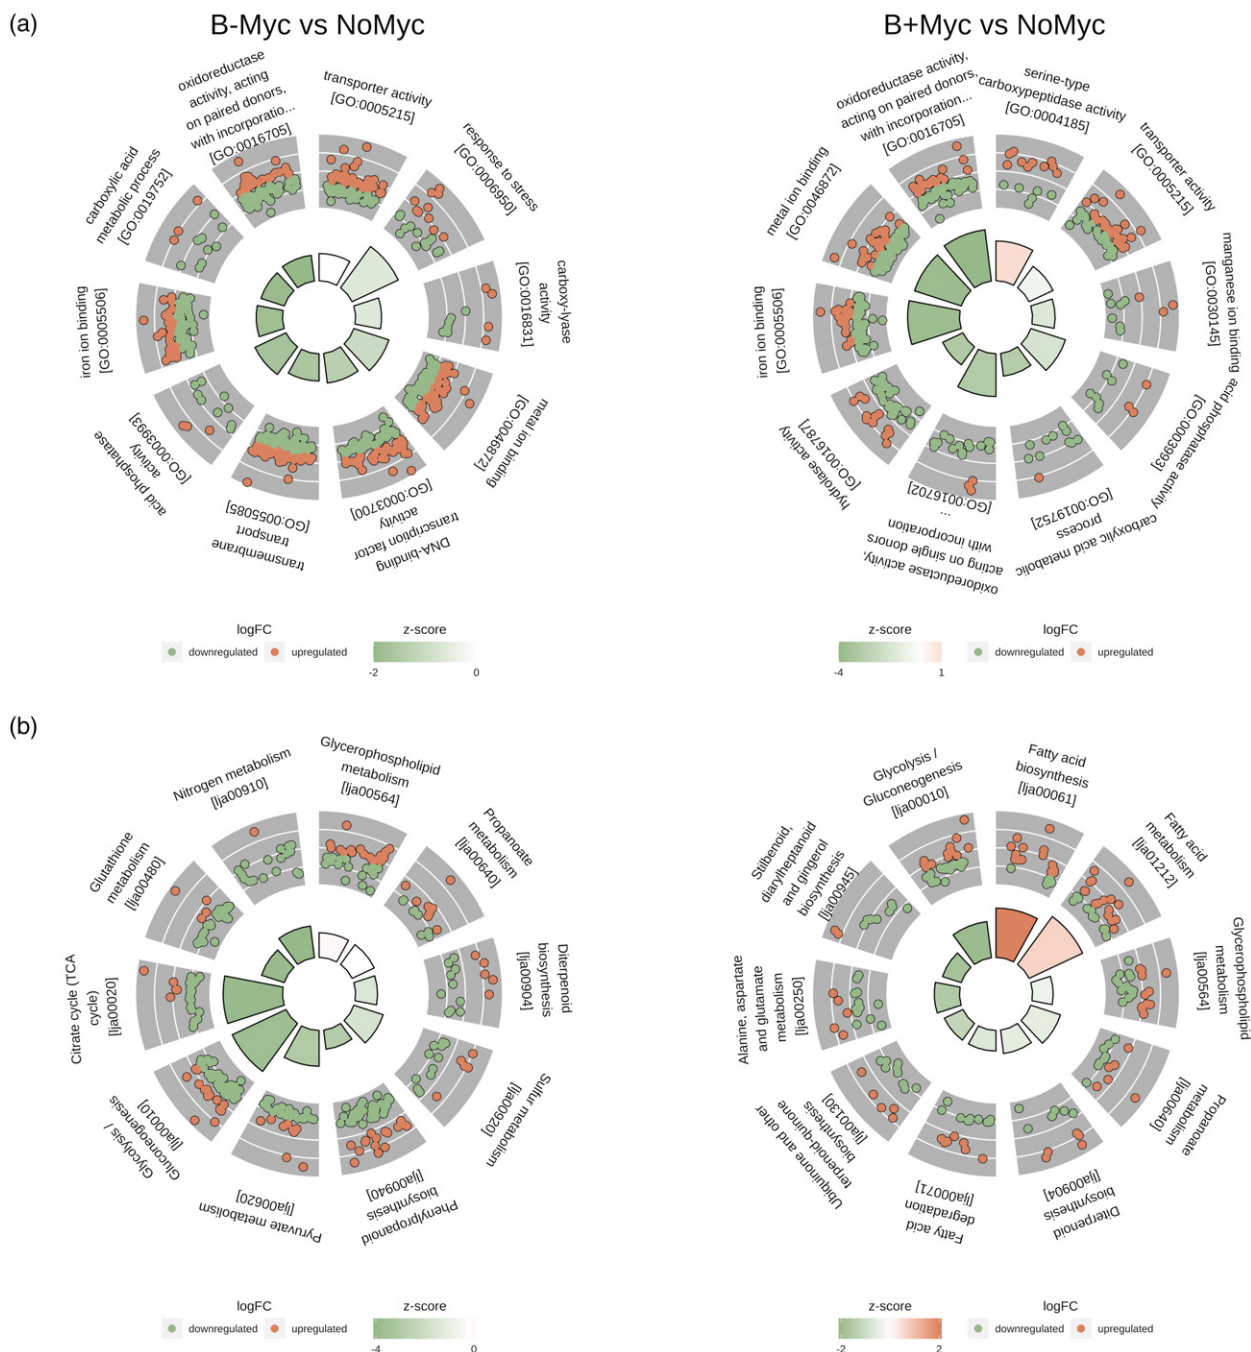 (a)
B-Myc vs NoMyc
B+Myc vs NoMyc
oxidoreductase
activity, acting
on paired donors,
with incorporatio...
[GO:0016705]
transporter activity
[GO:0005215]
response to stress
[GO:0006950]
carboxy-lyase
activity
[GO:0016831]
metal ion binding
[GO:0046872]
DNA-binding
transcription factor
activity
[GO:0003700]
transmembrane
transport
[GO:0055085]
acid phosphatase
activity
[GO:0003993]
iron ion binding
[GO:0005506]
carboxylic acid
metabolic process
[GO:0019752]
logFC
downregulated
upregulated
z-score
-2
0
oxidoreductase activity,
acting on paired donors,
with incorporatio...
[GO:0016705]
serine-type
carboxypeptidase activity
[GO:0004185]
transporter activity
[GO:0005215]
manganese ion binding
[GO:0030145]
acid phosphatase activity
[GO:0003993]
carboxylic acid metabolic
process
[GO:0019752]
oxidoreductase activity,
acting on single donors
with incorporation
...
[GO:0016702]
hydrolase activity
[GO:0016787]
iron ion binding
[GO:0005506]
metal ion binding
[GO:0046872]
z-score
-4
1
logFC
downregulated
upregulated
(b)
Nitrogen metabolism
[lja00910]
Glycerophospholipid
metabolism
[lja00564]
Propanoate
metabolism
[lja00640]
Diterpenoid
biosynthesis
[lja00904]
Sulfur metabolism
[lja00920]
Phenylpropanoid
biosynthesis
[lja00940]
Pyruvate metabolism
[lja00620]
Glycolysis /
Gluconeogenesis
[lja00010]
Citrate cycle (TCA
cycle)
[lja00020]
Glutathione
metabolism
[lja00480]
logFC
downregulated
upregulated
z-score
-4
0
Glycolysis /
Gluconeogenesis
[lja00010]
Fatty acid
biosynthesis
[lja00061]
Fatty acid
metabolism
[lja01212]
Glycerophospholipid
metabolism
[lja00564]
Propanoate
metabolism
[lja00640]
Diterpenoid
biosynthesis
[lja00904]
Fatty acid
degradation
[lja00071]
Ubiquinone and other
terpenoid-quinone
biosynthesis
[lja00130]
Alanine, aspartate
and glutamate
metabolism
[lja00250]
Stilbenoid,
diarylheptanoid
and gingerol
biosynthesis
[lja00945]
z-score
-2
2
logFC
downregulated
upregulated